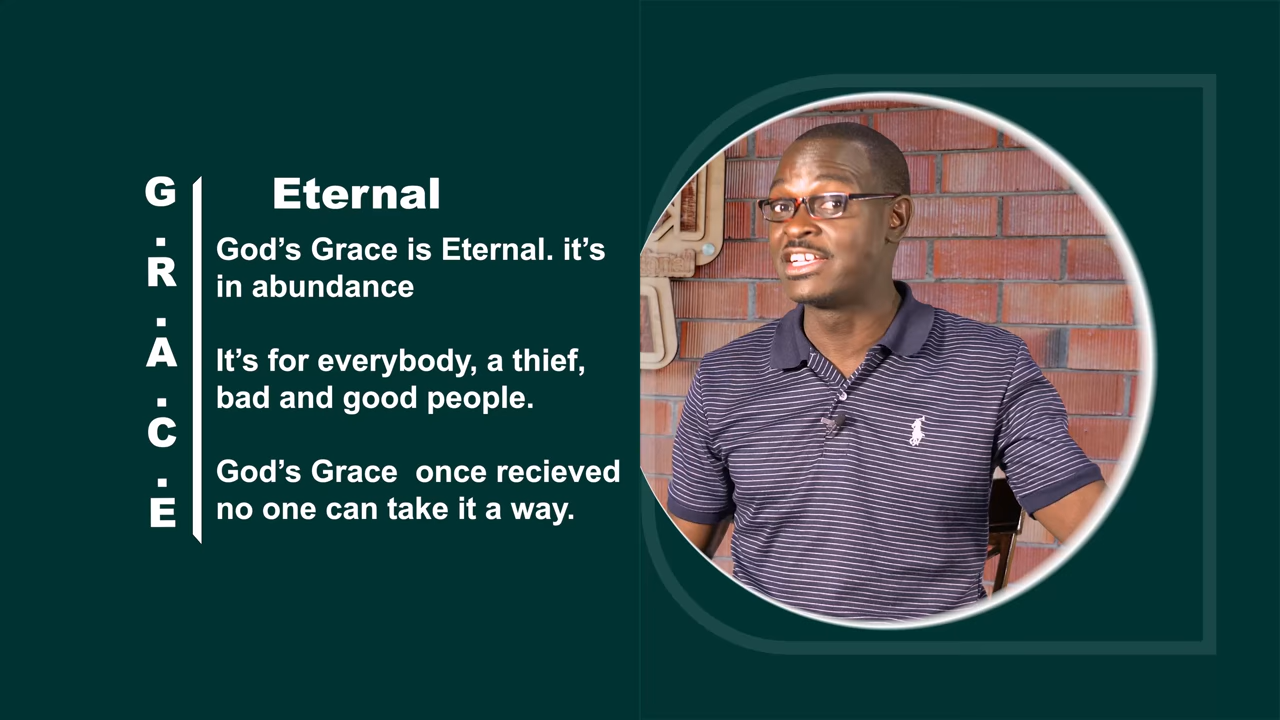 G
.
R
.
A
.
C
.
E
Eternal
God’s Grace is Eternal. it’s
in abundance
It’s for everybody, a thief,
bad and good people.
God’s Grace  once recieved
no one can take it a way.